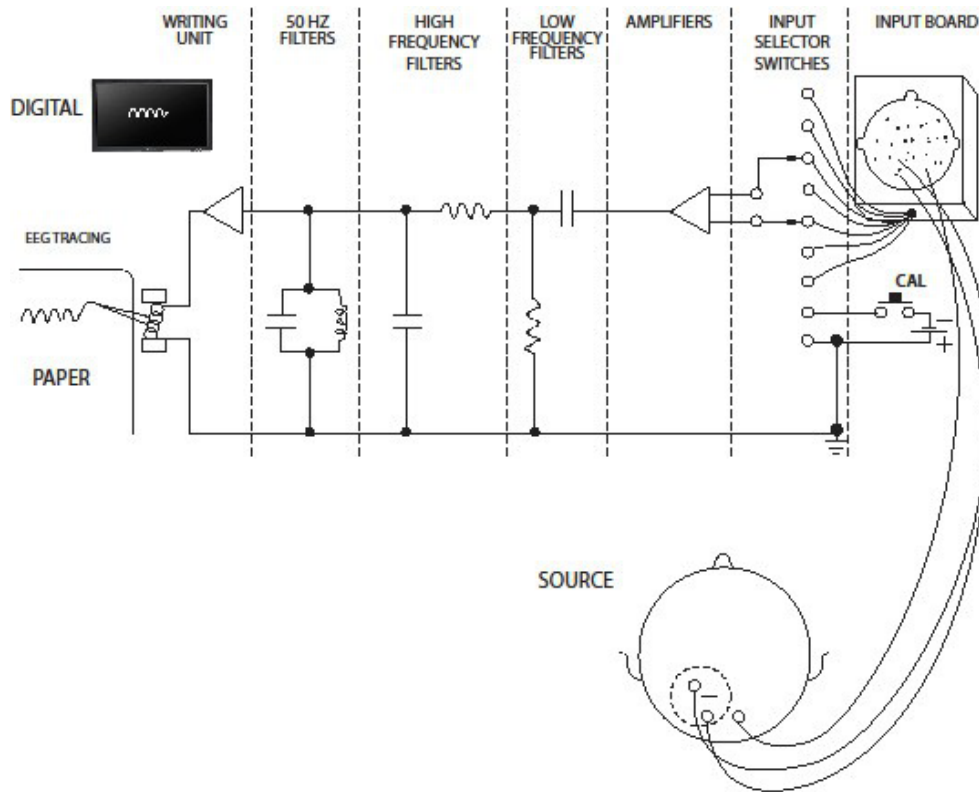 WRITING
UNIT
50 HZ
FILTERS
HIGH
FREQUENCY
FILTERS
LOW
FREQUENCY
FILTERS
AMPLIFIERS
INPUT
SELECTOR
SWITCHES
INPUT BOARD
DIGITAL
EEG TRACING
PAPER
CAL
−
+
SOURCE
−